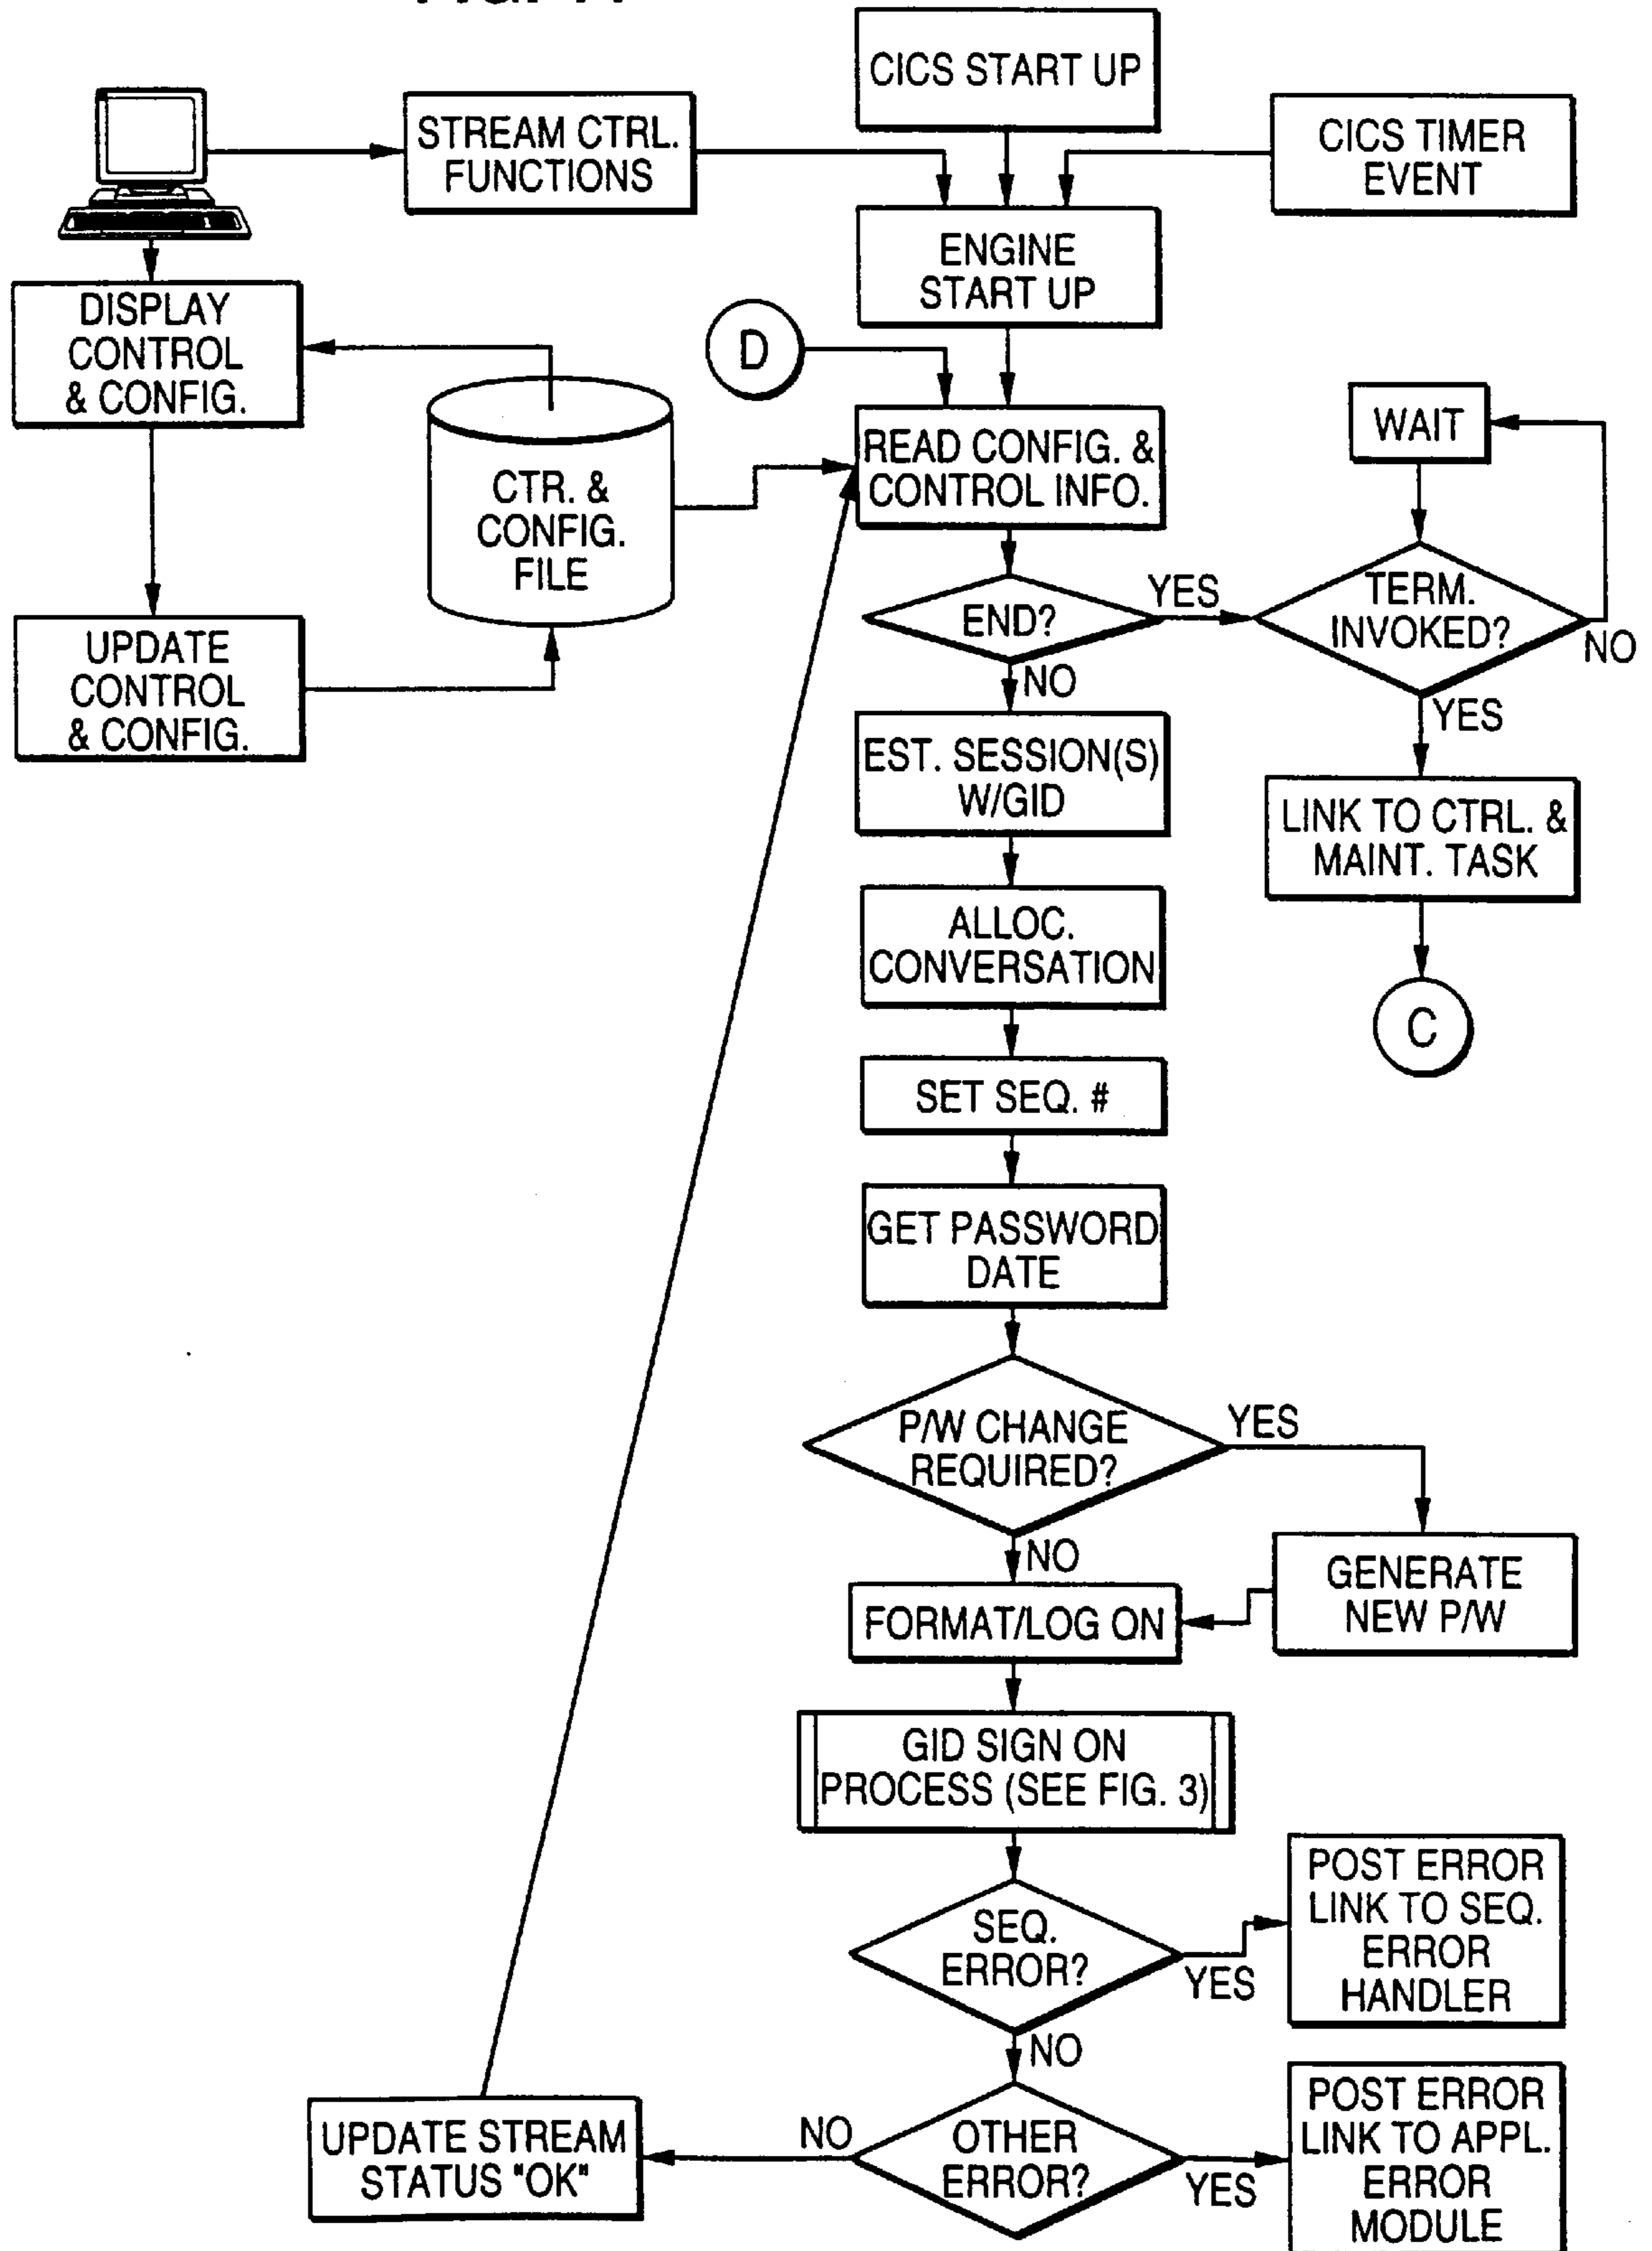 CICS START UP
STREAM CTRL.
FUNCTIONS
CICS TIMER
EVENT
ENGINE
START UP
DISPLAY
CONTROL
& CONFIG.
D
CTR. &
CONFIG.
FILE
READ CONFIG. &
CONTROL INFO.
WAIT
UPDATE
CONTROL
& CONFIG.
END?
YES
TERM.
INVOKED?
NO
NO
YES
EST. SESSION(S)
W/GID
LINK TO CTRL. &
MAINT. TASK
ALLOC.
CONVERSATION
C
SET SEQ. #
GET PASSWORD
DATE
P/W CHANGE
REQUIRED?
YES
NO
GENERATE
NEW P/W
FORMAT/LOG ON
GID SIGN ON
PROCESS (SEE FIG. 3)
SEQ.
ERROR?
YES
POST ERROR
LINK TO SEQ.
ERROR
HANDLER
NO
OTHER
ERROR?
NO
YES
UPDATE STREAM
STATUS "OK"
POST ERROR
LINK TO APPL.
ERROR
MODULE